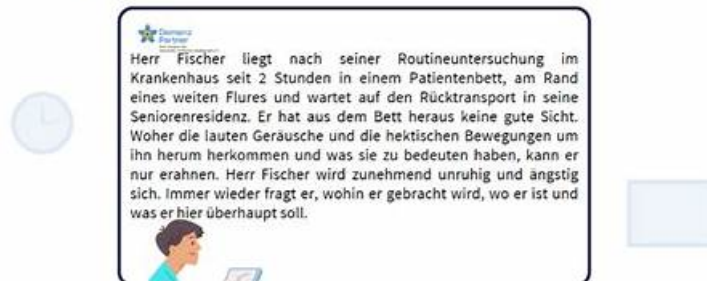 Demenz
Partner
Herr Fischer liegt nach seiner Routineuntersuchung im
Krankenhaus seit 2 Stunden in einem Patientenbett, am Rand
eines weiten Flures und wartet auf den Rücktransport in seine
Seniorenresidenz. Er hat aus dem Bett heraus keine gute Sicht.
Woher die lauten Geräusche und die hektischen Bewegungen um
ihn herum herkommen und was sie zu bedeuten haben, kann er
nur erahnen. Herr Fischer wird zunehmend unruhig und ängstig
sich. Immer wieder fragt er, wohin er gebracht wird, wo er ist und
was er hier überhaupt soll.